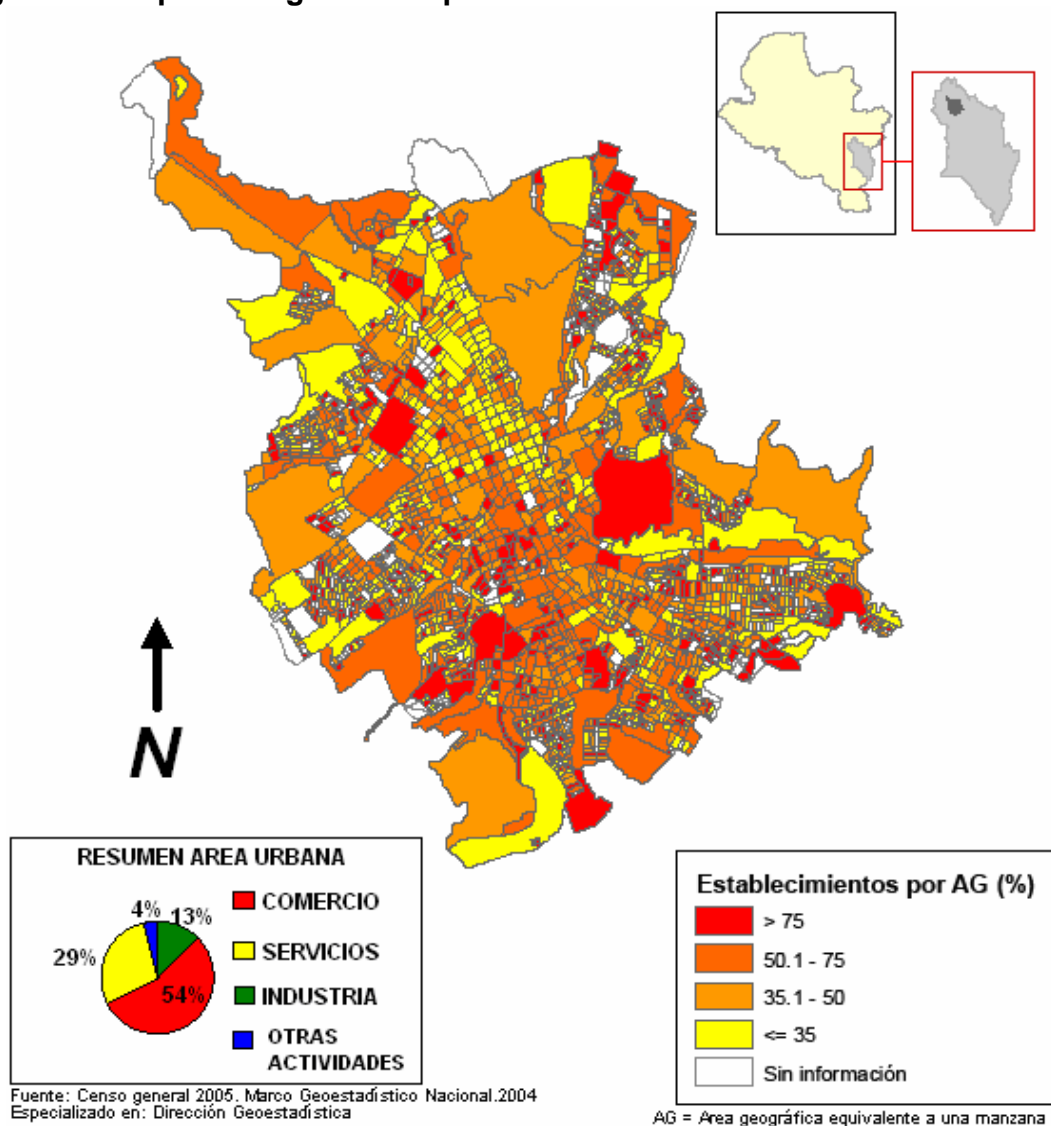 N
RESUMEN AREA URBANA
4%
13%
29%
54%
COMERCIO
SERVICIOS
INDUSTRIA
OTRAS
ACTIVIDADES
Establecimientos por AG (%)
> 75
50.1 - 75
35.1 - 50
<= 35
Sin información
Fuente: Censo general 2005. Marco Geoestadístico Nacional.2004
Especializado en: Dirección Geoestadística
AG = Area geográfica equivalente a una manzana